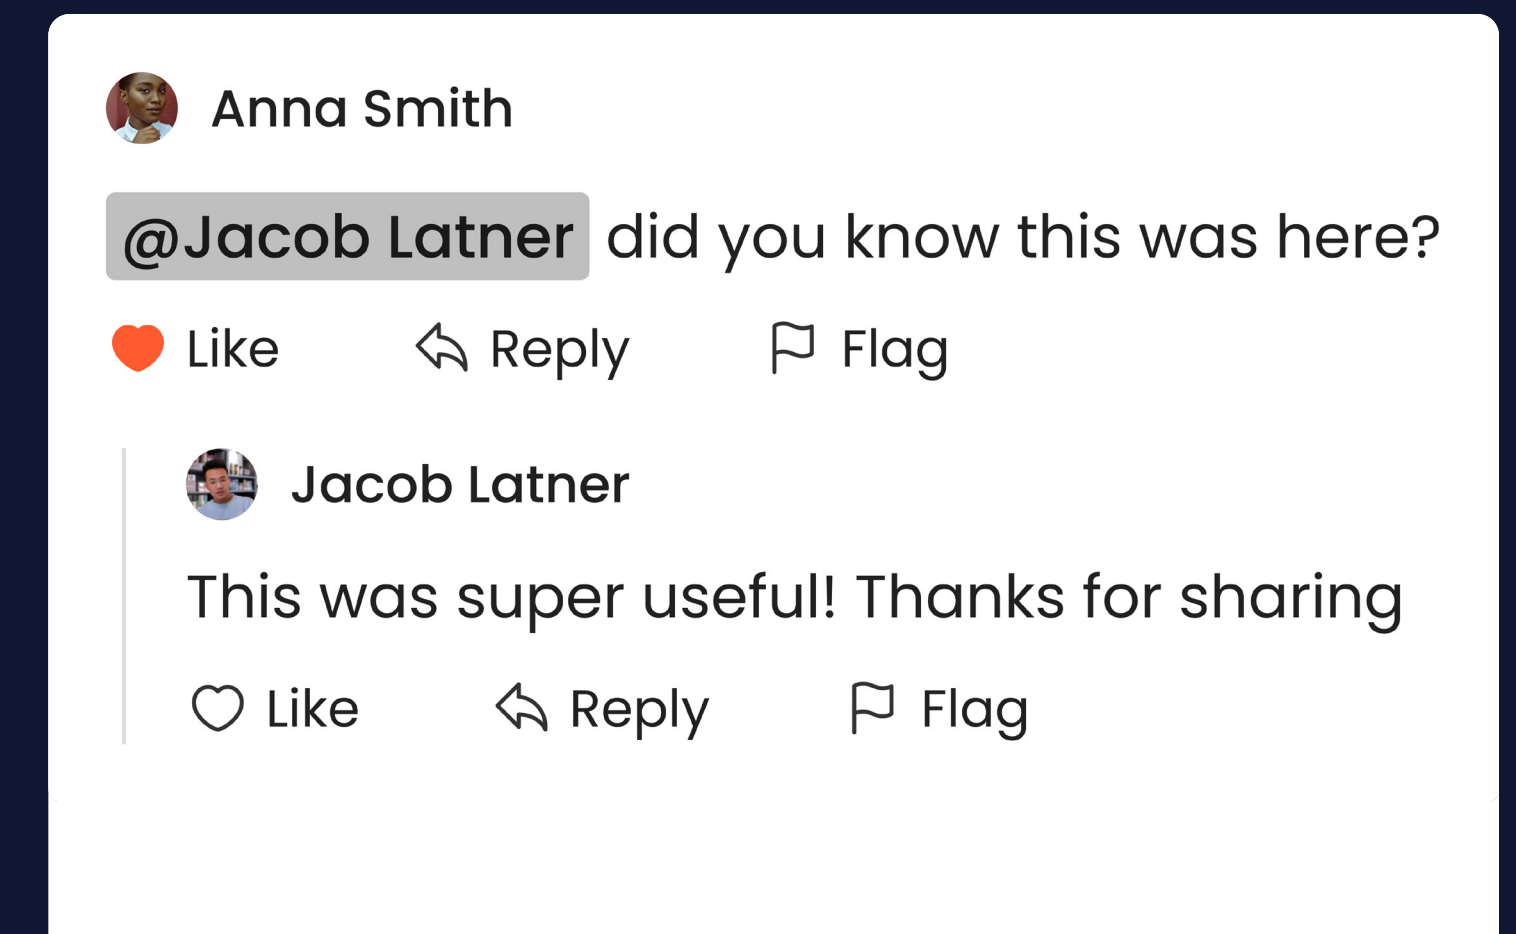 Anna Smith
@Jacob Latner did you know this was here?
Like Reply Flag
Jacob Latner
This was super useful! Thanks for sharing
Like Reply Flag